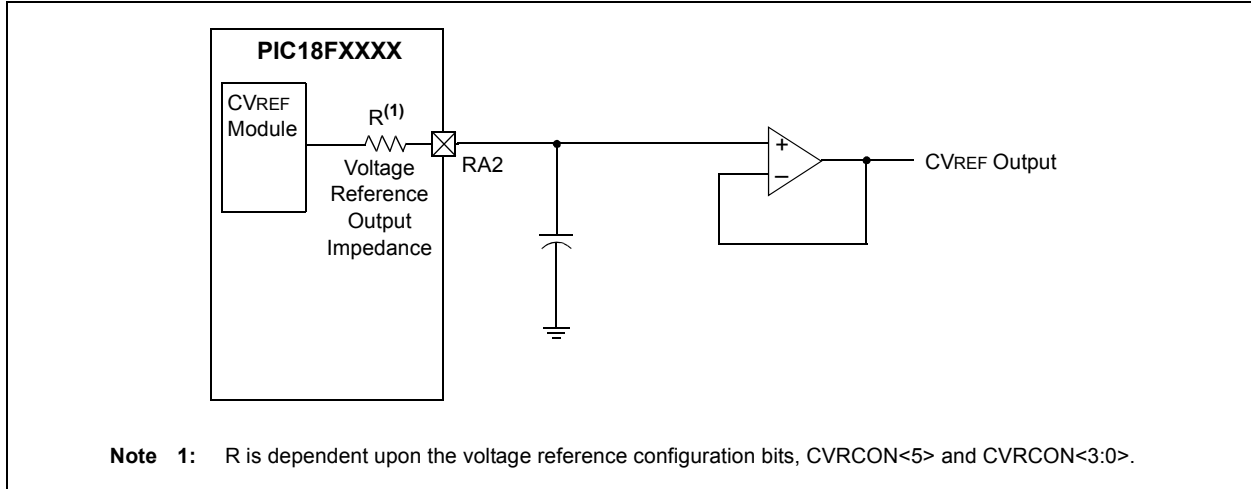 PIC18FXXXX
CVREF
Module
R(1)
Voltage
Reference
Output
Impedance
RA2
+
–
CVREF Output
Note 1: R is dependent upon the voltage reference configuration bits, CVRCON<5> and CVRCON<3:0>.